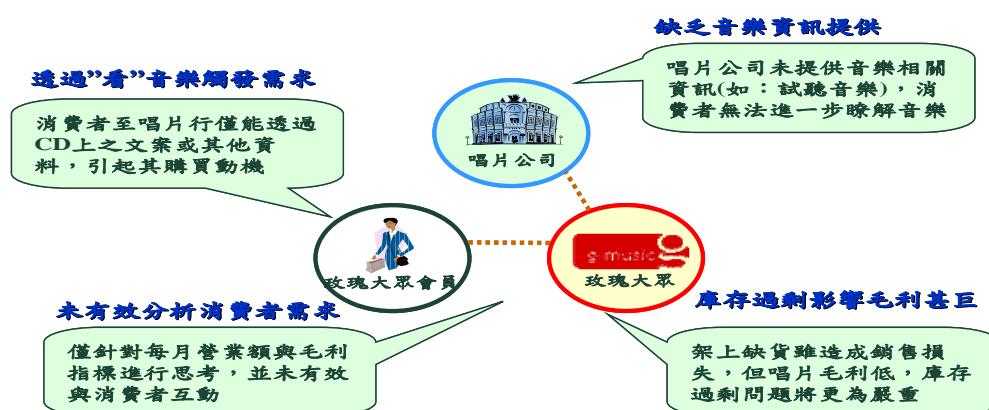 缺乏音樂資訊提供
唱片公司未提供音樂相關
資訊(如：試聽音樂)，消
費者無法進一步瞭解音樂
透過”看”音樂觸發需求
消費者至唱片行僅能透過
CD上之文案或其他資
料，引起其購買動機
唱片公司
g-music
玫瑰大眾
玫瑰大眾會員
未有效分析消費者需求
僅針對每月營業額與毛利
指標進行思考，並未有效
與消費者互動
庫存過剩影響毛利甚巨
架上缺貨雖造成銷售損
失，但唱片毛利低，庫存
過剩問題將更為嚴重